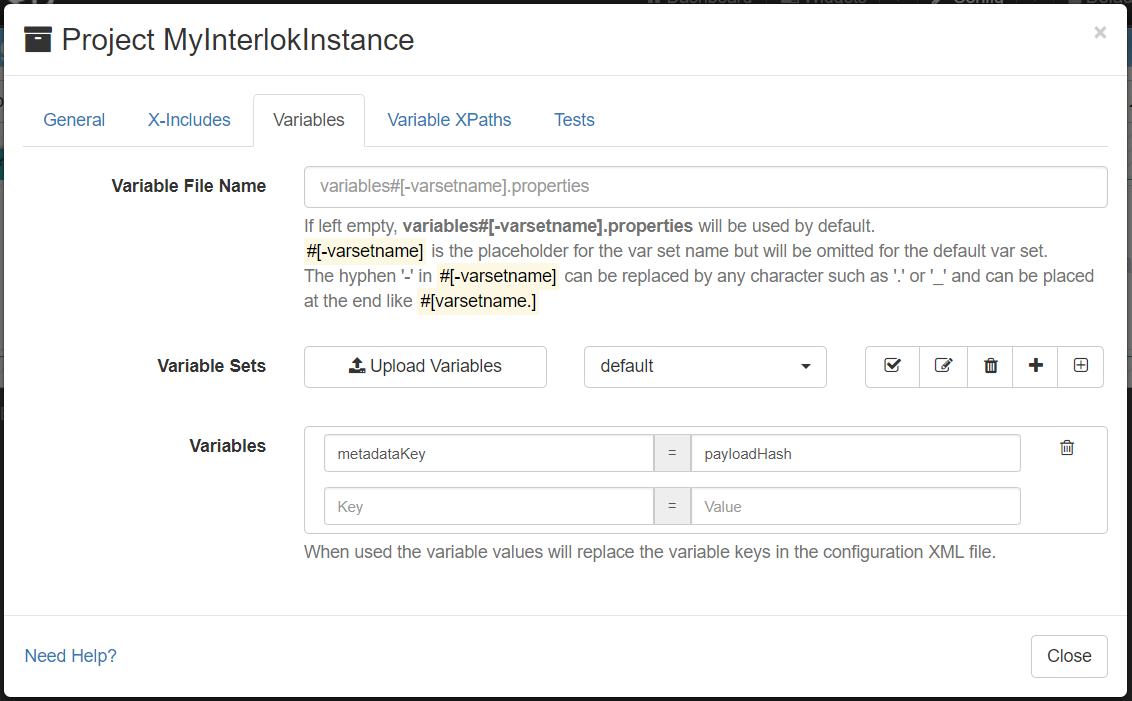 Project MyInterlokInstance
×
General X-Includes Variables Variable XPaths Tests
Variable File Name
variables#[-varsetname].properties
If left empty, variables#[-varsetname].properties will be used by default.
#[-varsetname] is the placeholder for the var set name but will be omitted for the default var set.
The hyphen '-' in #[-varsetname] can be replaced by any character such as '.' or '_' and can be placed
at the end like #[varsetname.]
Variable Sets
Upload Variables
default
Variables
metadataKey = payloadHash
Key = Value
When used the variable values will replace the variable keys in the configuration XML file.
Need Help?
Close